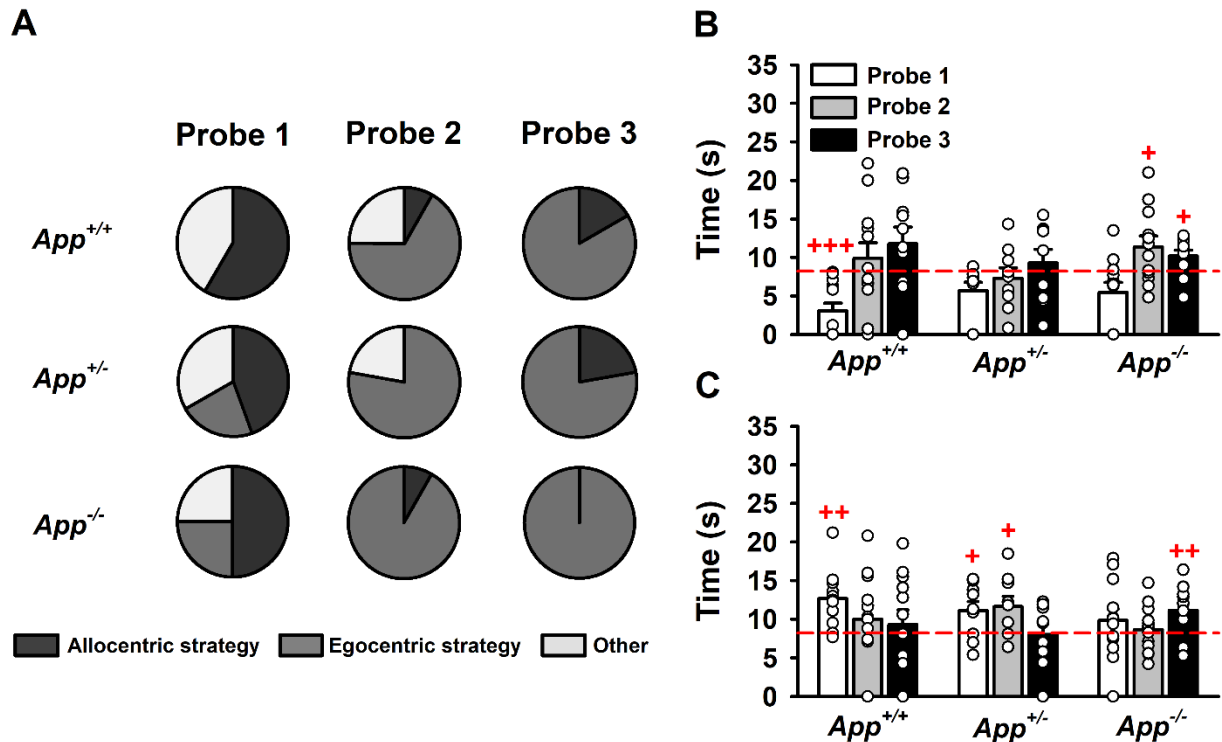 A
Probe 1 Probe 2 Probe 3
App+/+
App+/-
App-/-
Allocentric strategy Egocentric strategy Other
B
Time (s)
35
30
25
20
15
10
5
0
Probe 1
Probe 2
Probe 3
+++
+
+
App+/+ App+/- App-/-
C
Time (s)
35
30
25
20
15
10
5
0
++
+
+
++
App+/+ App+/- App-/-